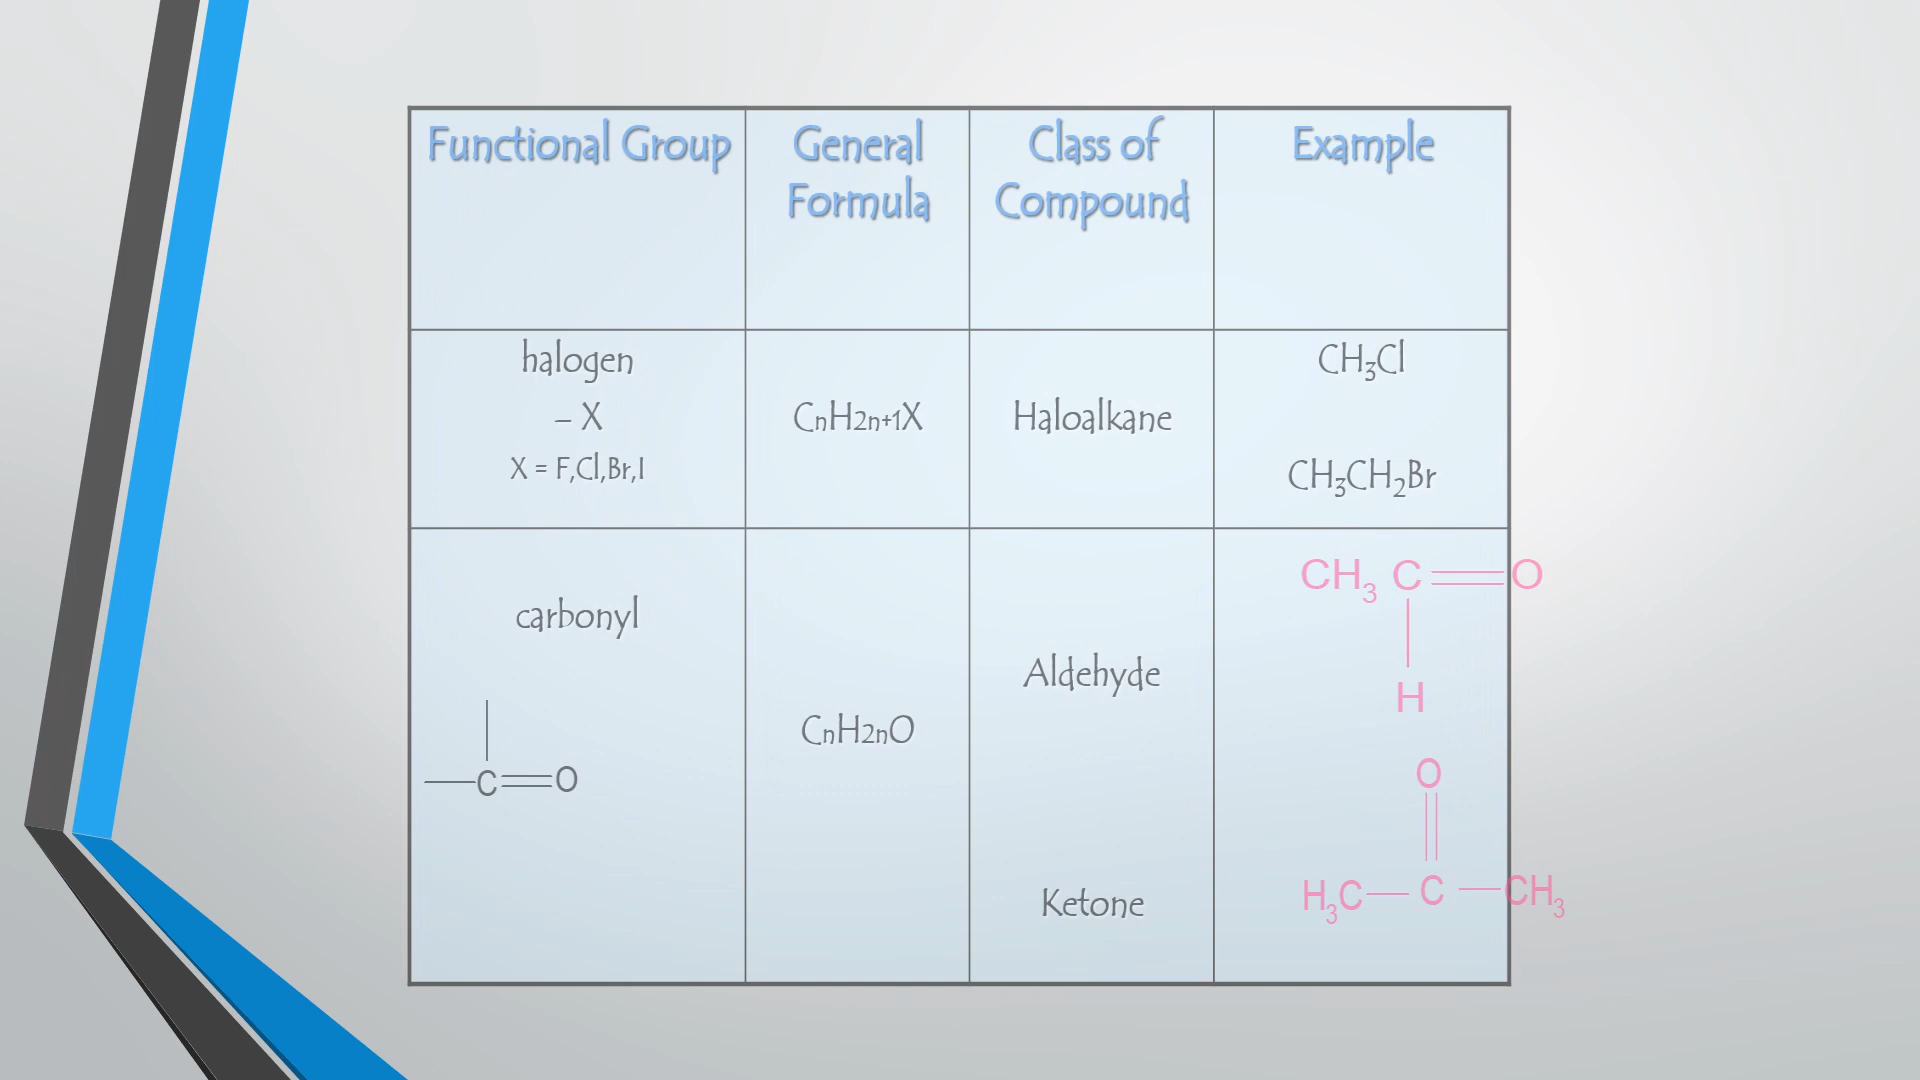 Functional Group
General
Formula
Class of
Compound
Example
halogen
– X
X = F,Cl,Br,I
CnH2n+1X
Haloalkane
CH3Cl
CH3CH2Br
carbonyl
C O
CnH2nO
Aldehyde
Ketone
CH3 C O
H
O
H3C C CH3